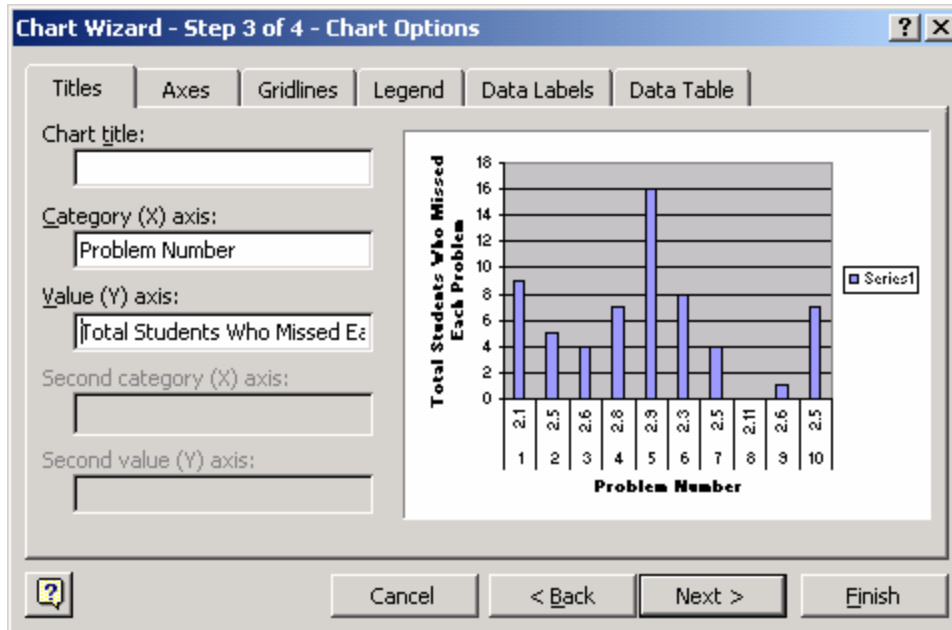 Chart Wizard - Step 3 of 4 - Chart Options
Titles Axes Gridlines Legend Data Labels Data Table
Chart title:
Category (X) axis:
Problem Number
Value (Y) axis:
Total Students Who Missed Ea
Second category (X) axis:
Second value (Y) axis:
Total Students Who Missed
Each Problem
18
16
14
12
10
8
6
4
2
0
2.1 2.5 2.6 2.8 2.9 2.3 2.5 2.11 2.6 2.5
1 2 3 4 5 6 7 8 9 10
Problem Number
Series1
? Cancel < Back Next > Finish